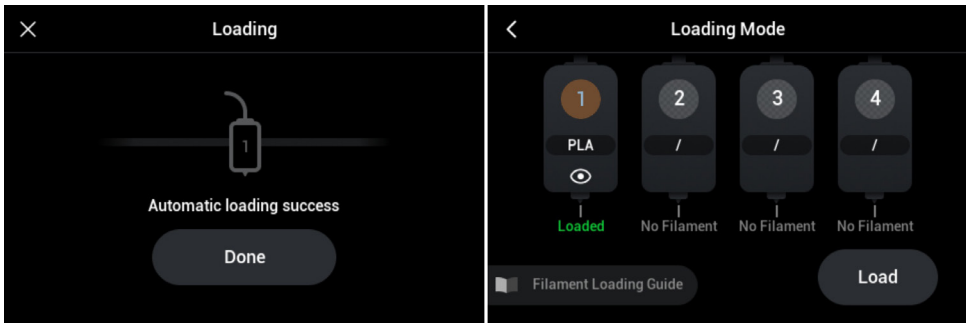 Loading
1
Automatic loading success
Done
Loading Mode
1 2 3 4
PLA / / /
Loaded No Filament No Filament No Filament
Filament Loading Guide
Load